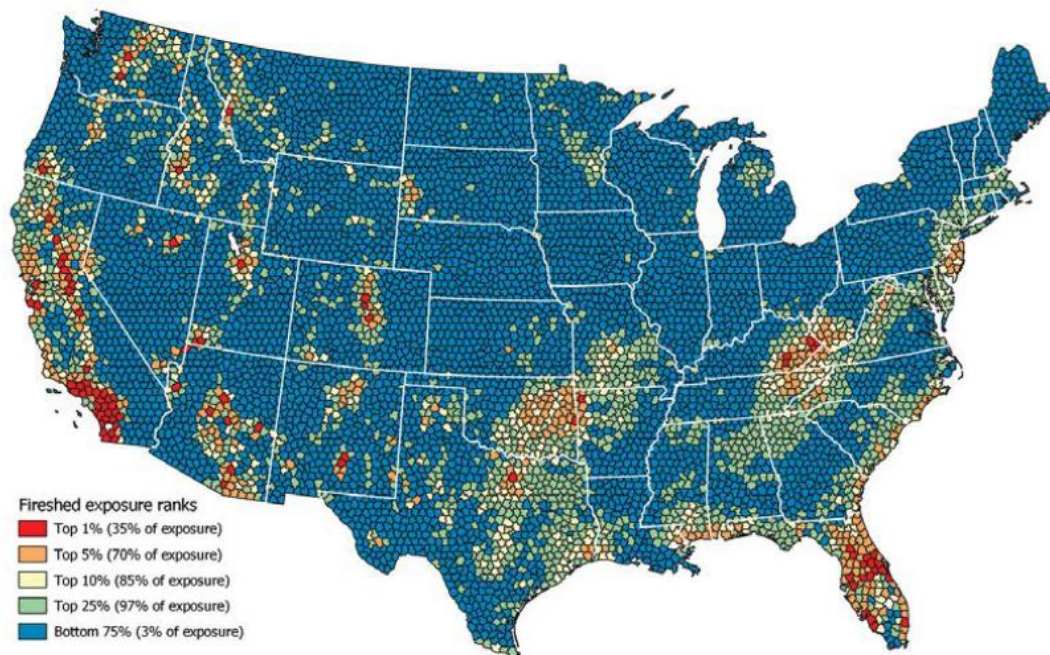 Fireshed exposure ranks
Top 1% (35% of exposure)
Top 5% (70% of exposure)
Top 10% (85% of exposure)
Top 25% (97% of exposure)
Bottom 75% (3% of exposure)